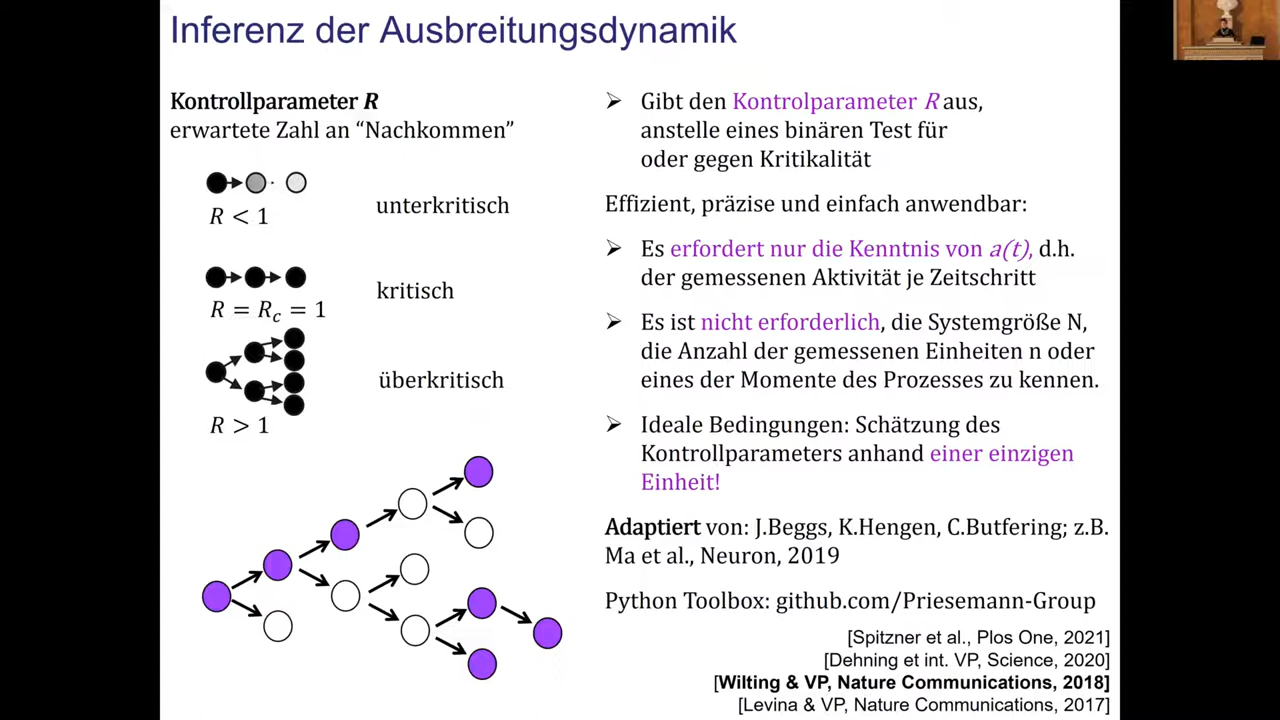 Inferenz der Ausbreitungsdynamik
Kontrollparameter R
erwartete Zahl an “Nachkommen”
R < 1
unterkritisch
R = R_c = 1
kritisch
R > 1
überkritisch
➢ Gibt den Kontrolparameter R aus,
anstelle eines binären Test für
oder gegen Kritikalität
Effizient, präzise und einfach anwendbar:
➢ Es erfordert nur die Kenntnis von a(t), d.h.
der gemessenen Aktivität je Zeitschritt
➢ Es ist nicht erforderlich, die Systemgröße N,
die Anzahl der gemessenen Einheiten n oder
eines der Momente des Prozesses zu kennen.
➢ Ideale Bedingungen: Schätzung des
Kontrollparameters anhand einer einzigen
Einheit!
Adaptiert von: J.Beggs, K.Hengen, C.Butfering; z.B.
Ma et al., Neuron, 2019
Python Toolbox: github.com/Priesemann-Group
[Spitzner et al., Plos One, 2021]
[Dehning et int. VP, Science, 2020]
[Wilting & VP, Nature Communications, 2018]
[Levina & VP, Nature Communications, 2017]